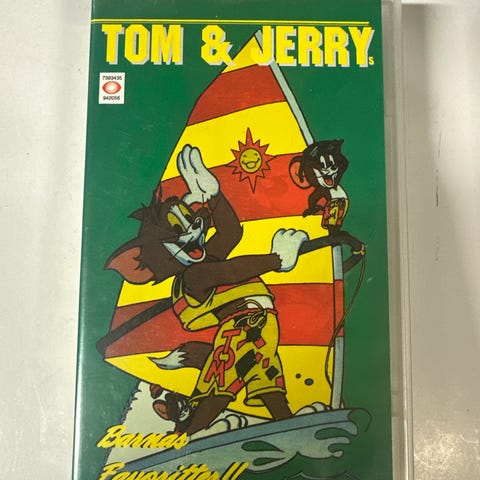 TOM & JERRYs
7393435
942056
TOM
Barnas
Favoritter!!